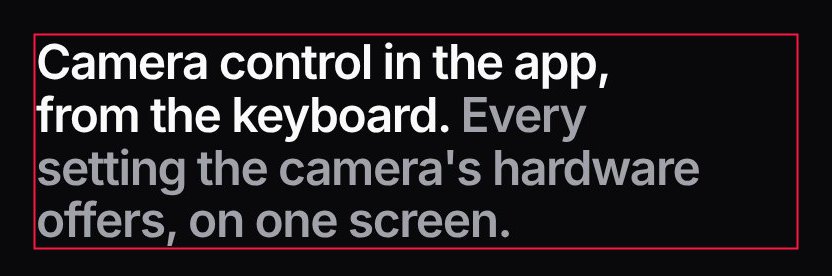 Camera control in the app,
from the keyboard. Every
setting the camera's hardware
offers, on one screen.